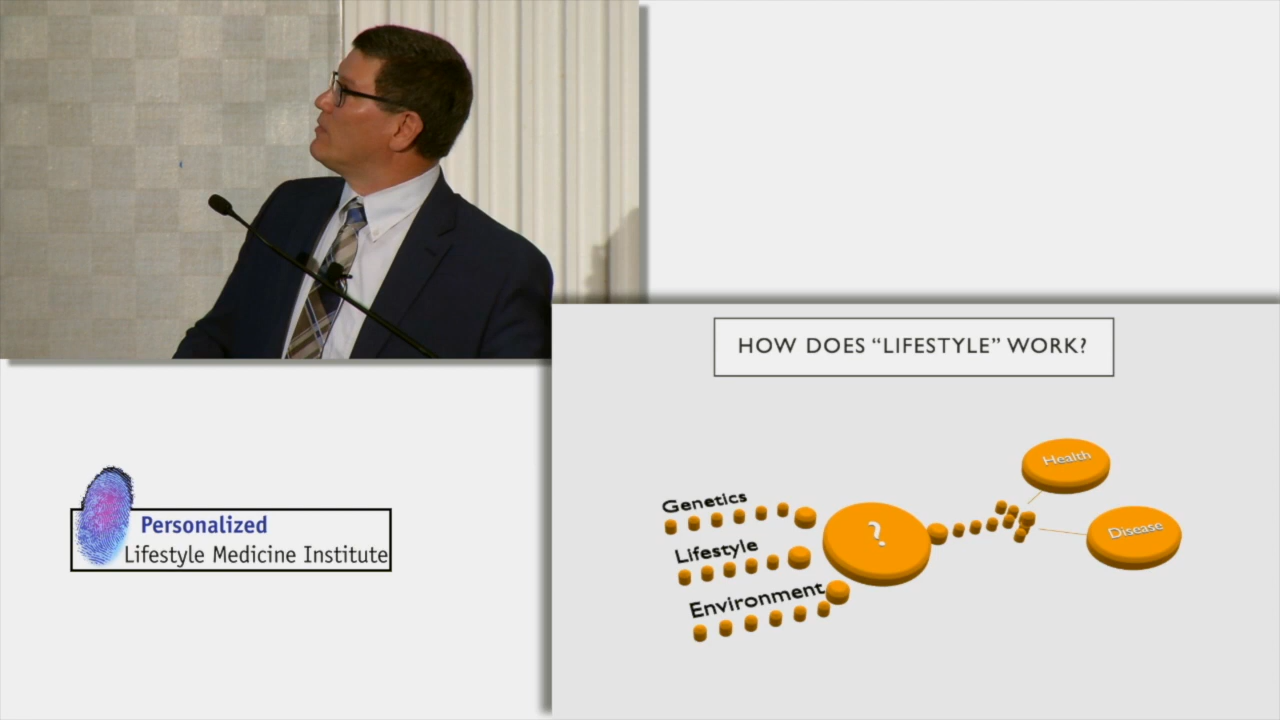 HOW DOES “LIFESTYLE” WORK?
Health
Genetics
?
Disease
Lifestyle
Environment
Personalized
Lifestyle Medicine Institute